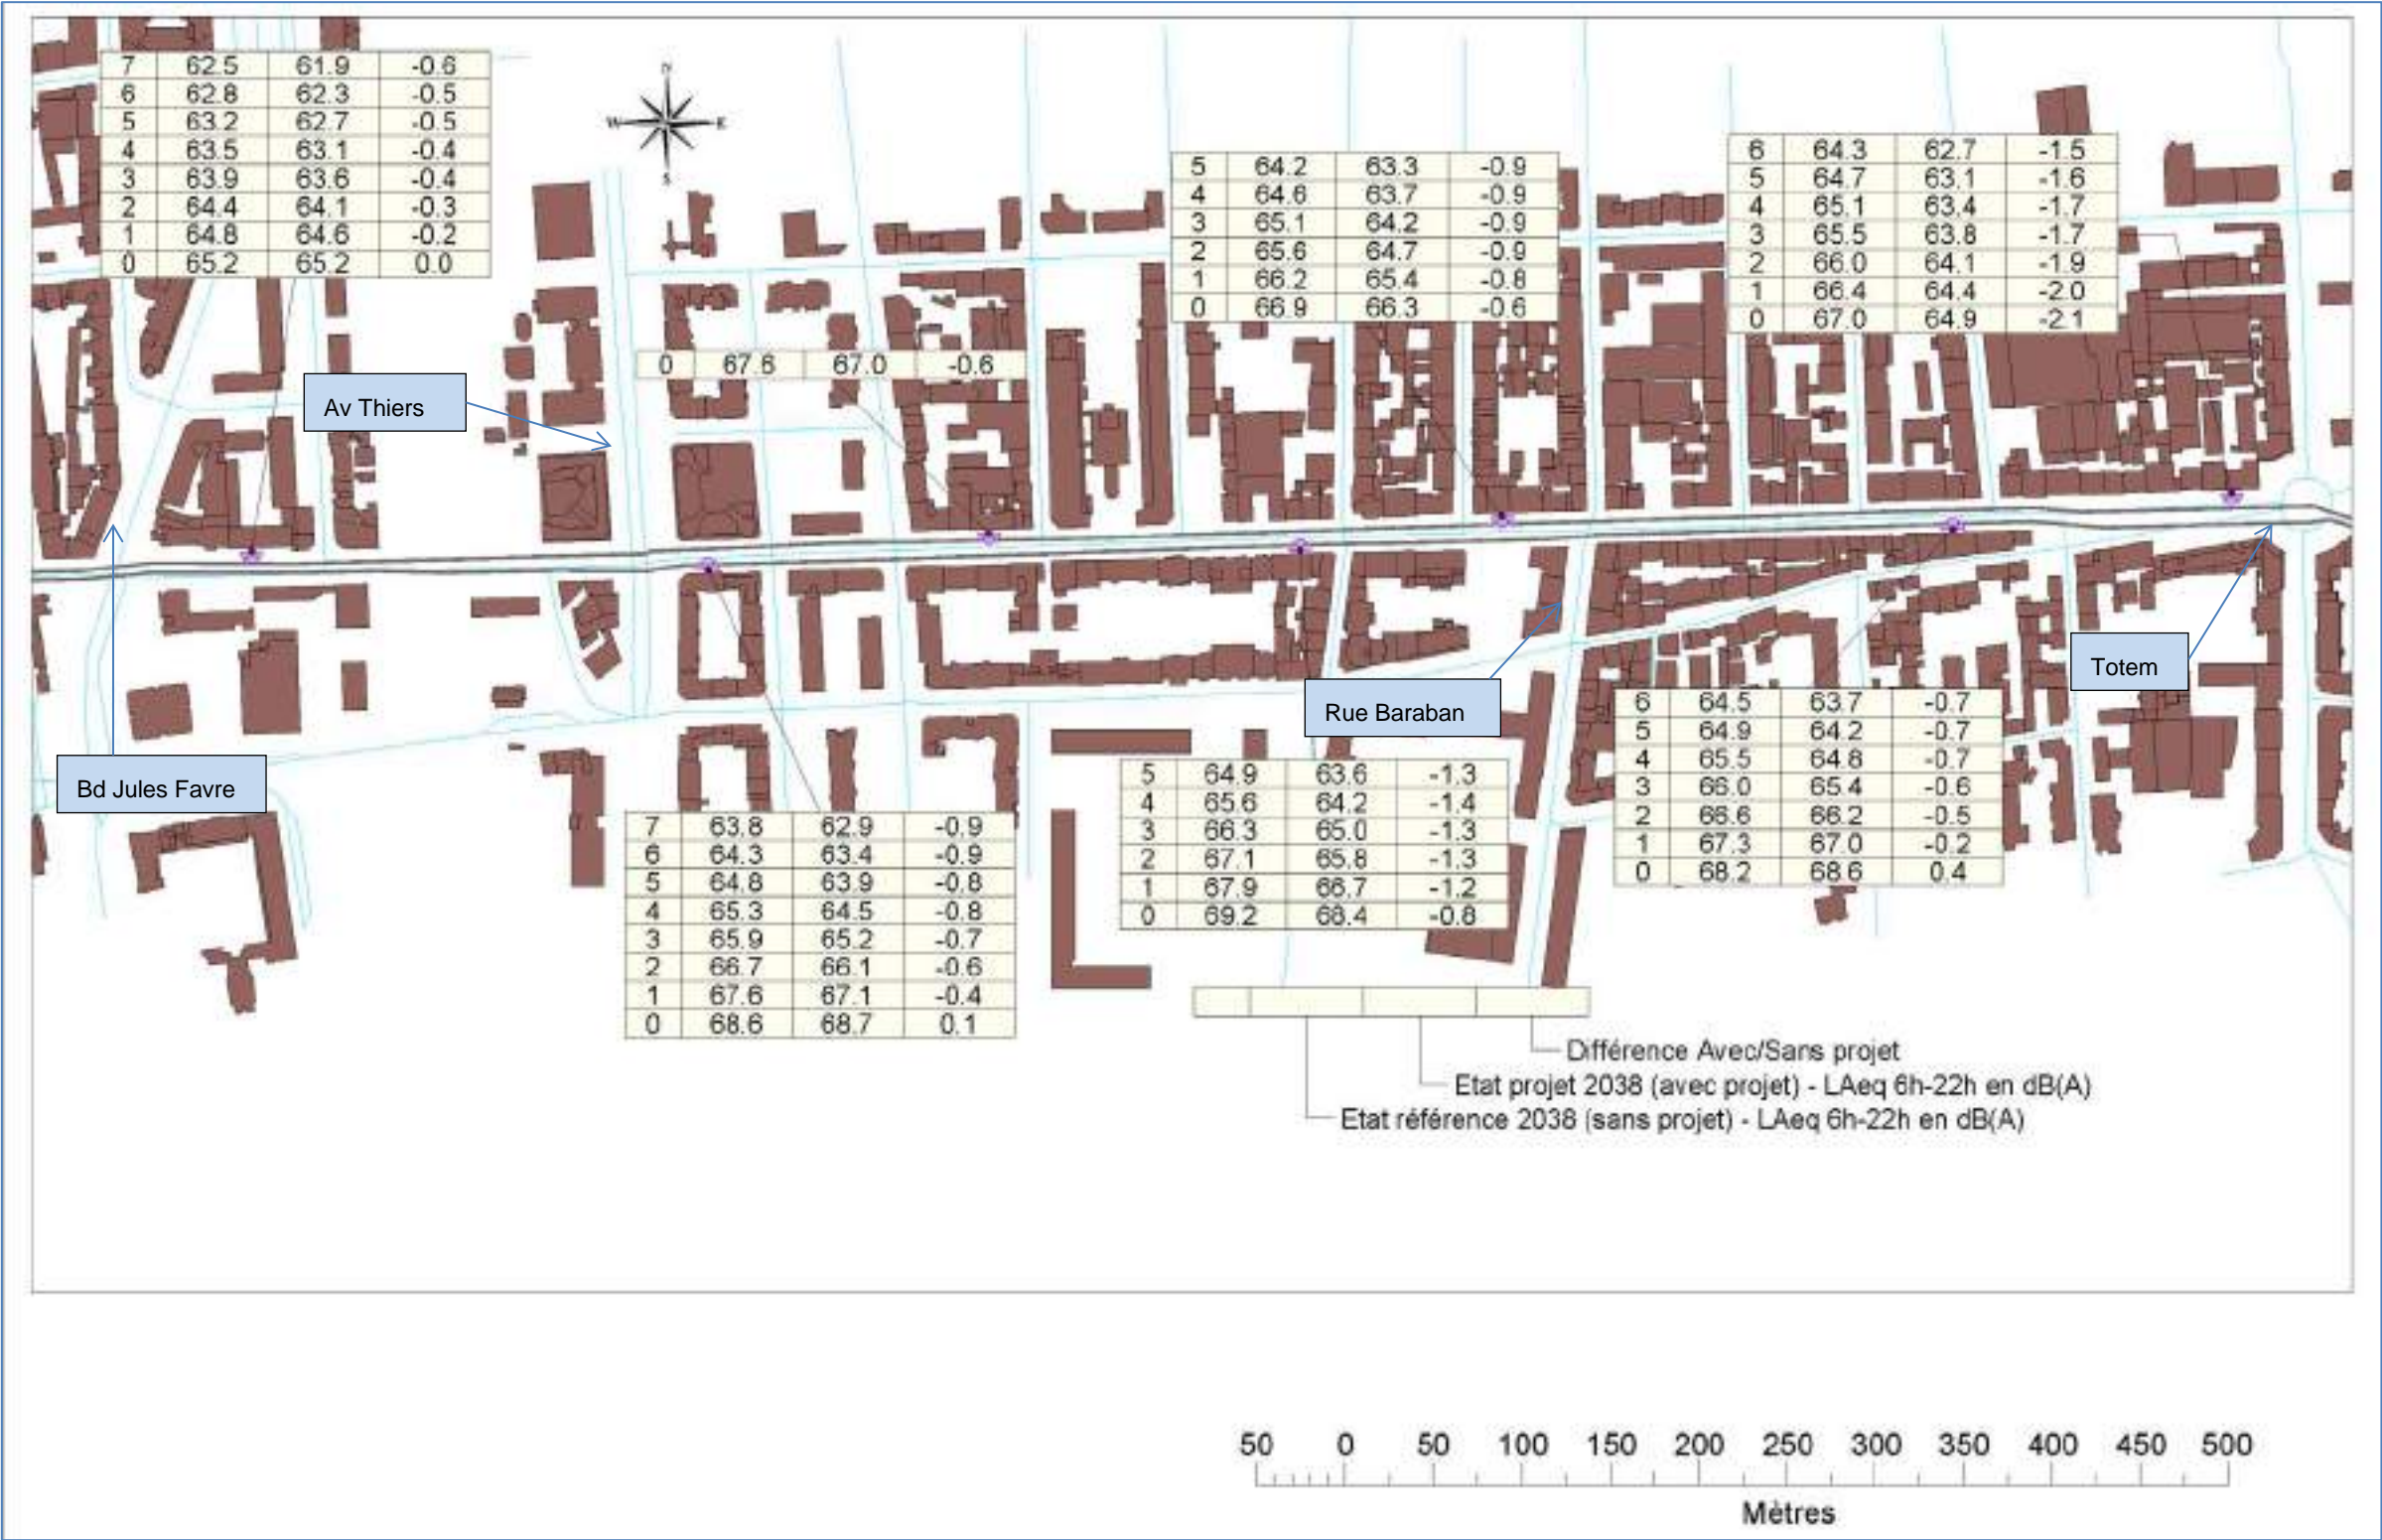 7 62.5 61.9 -0.6
6 62.8 62.3 -0.5
5 63.2 62.7 -0.5
4 63.5 63.1 -0.4
3 63.9 63.6 -0.4
2 64.4 64.1 -0.3
1 64.8 64.6 -0.2
0 65.2 65.2 0.0
N
W E
S
5 64.2 63.3 -0.9
4 64.6 63.7 -0.9
3 65.1 64.2 -0.9
2 65.6 64.7 -0.9
1 66.2 65.4 -0.8
0 66.9 66.3 -0.6
6 64.3 62.7 -1.5
5 64.7 63.1 -1.6
4 65.1 63.4 -1.7
3 65.5 63.8 -1.7
2 66.0 64.1 -1.9
1 66.4 64.4 -2.0
0 67.0 64.9 -2.1
0 67.6 67.0 -0.6
Av Thiers
Totem
Rue Baraban
Bd Jules Favre
7 63.8 62.9 -0.9
6 64.3 63.4 -0.9
5 64.8 63.9 -0.8
4 65.3 64.5 -0.8
3 65.9 65.2 -0.7
2 66.7 66.1 -0.6
1 67.6 67.1 -0.4
0 68.6 68.7 0.1
5 64.9 63.6 -1.3
4 65.6 64.2 -1.4
3 66.3 65.0 -1.3
2 67.1 65.8 -1.3
1 67.9 66.7 -1.2
0 69.2 68.4 -0.8
6 64.5 63.7 -0.7
5 64.9 64.2 -0.7
4 65.5 64.8 -0.7
3 66.0 65.4 -0.6
2 66.6 66.2 -0.5
1 67.3 67.0 -0.2
0 68.2 68.6 0.4
Différence Avec/Sans projet
Etat projet 2038 (avec projet) - LAeq 6h-22h en dB(A)
Etat référence 2038 (sans projet) - LAeq 6h-22h en dB(A)
50 0 50 100 150 200 250 300 350 400 450 500
Mètres